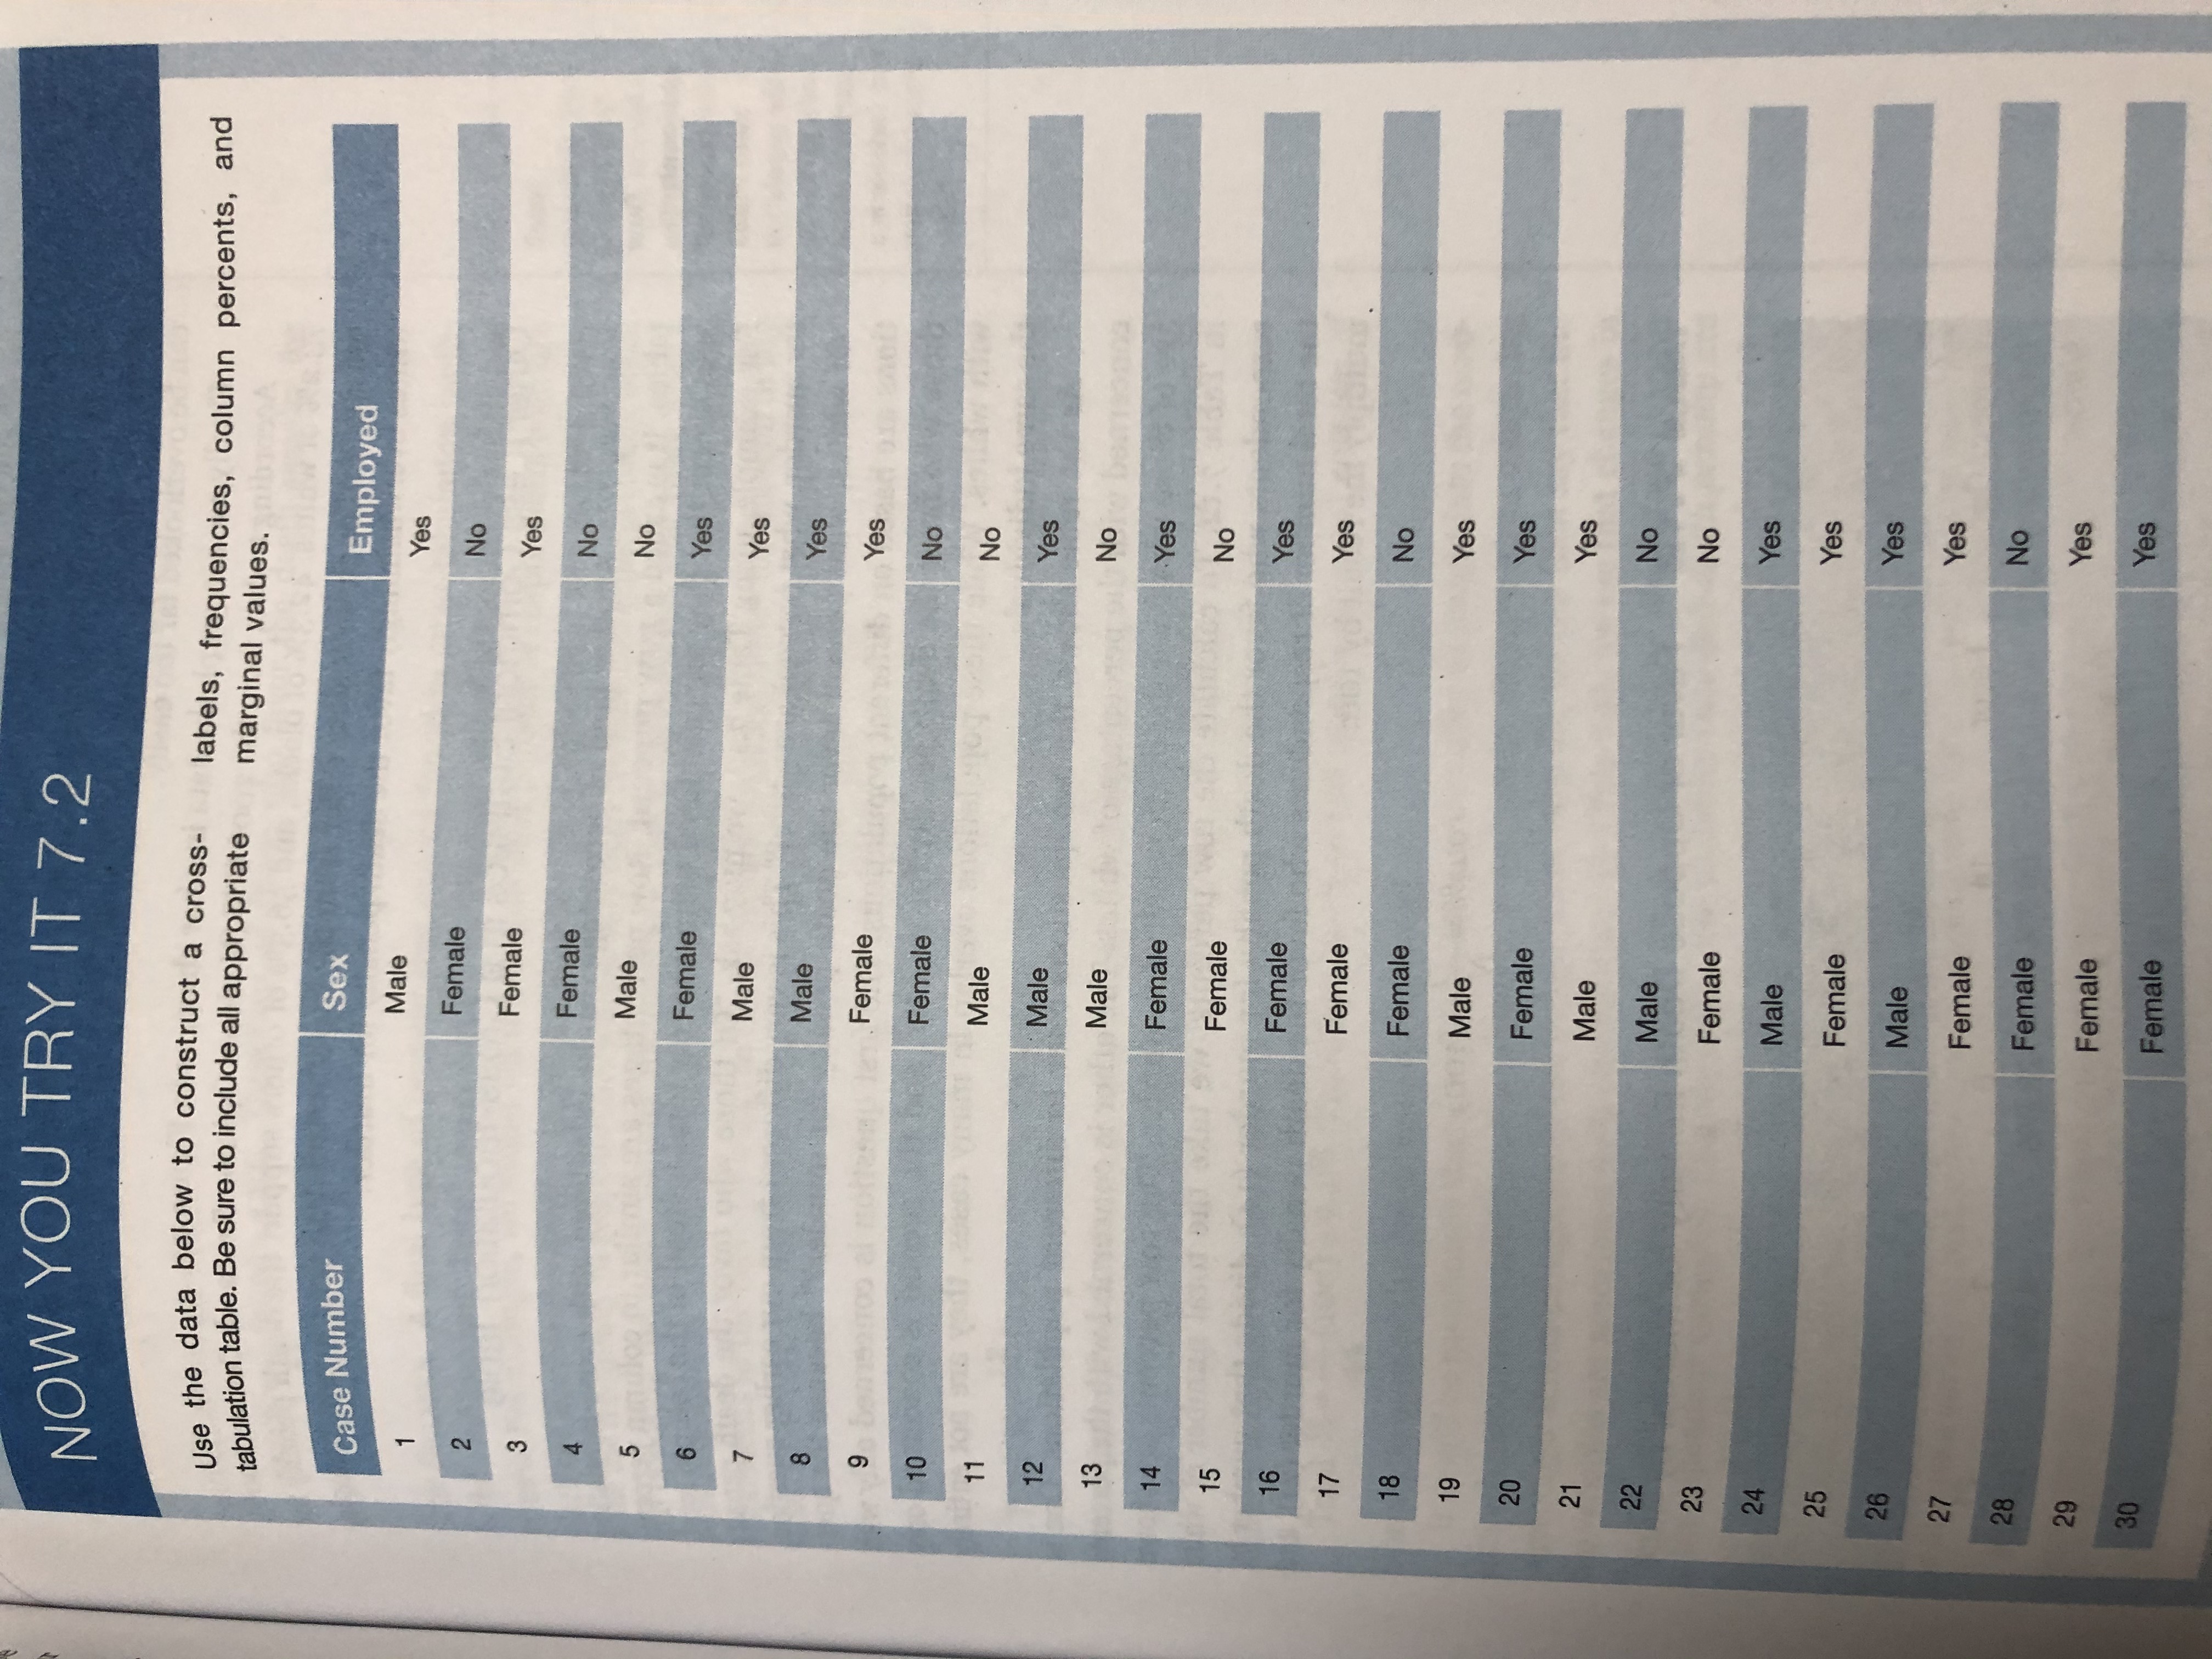 NOW YOU TRY IT 7.2
Use the data below to construct a cross-
tabulation table. Be sure to include all appropriate
labels, frequencies, column percents, and
marginal values.
Case Number Sex Employed
1 Male Yes
2 Female No
3 Female Yes
4 Female No
5 Male No
6 Female Yes
7 Male Yes
8 Male Yes
9 Female Yes
10 Female No
11 Male No
12 Male Yes
13 Male No
14 Female Yes
15 Female No
16 Female Yes
17 Female Yes
18 Female No
19 Male Yes
20 Female Yes
21 Male Yes
22 Male No
23 Female No
24 Male Yes
25 Female Yes
26 Male Yes
27 Female Yes
28 Female No
29 Female Yes
30 Female Yes